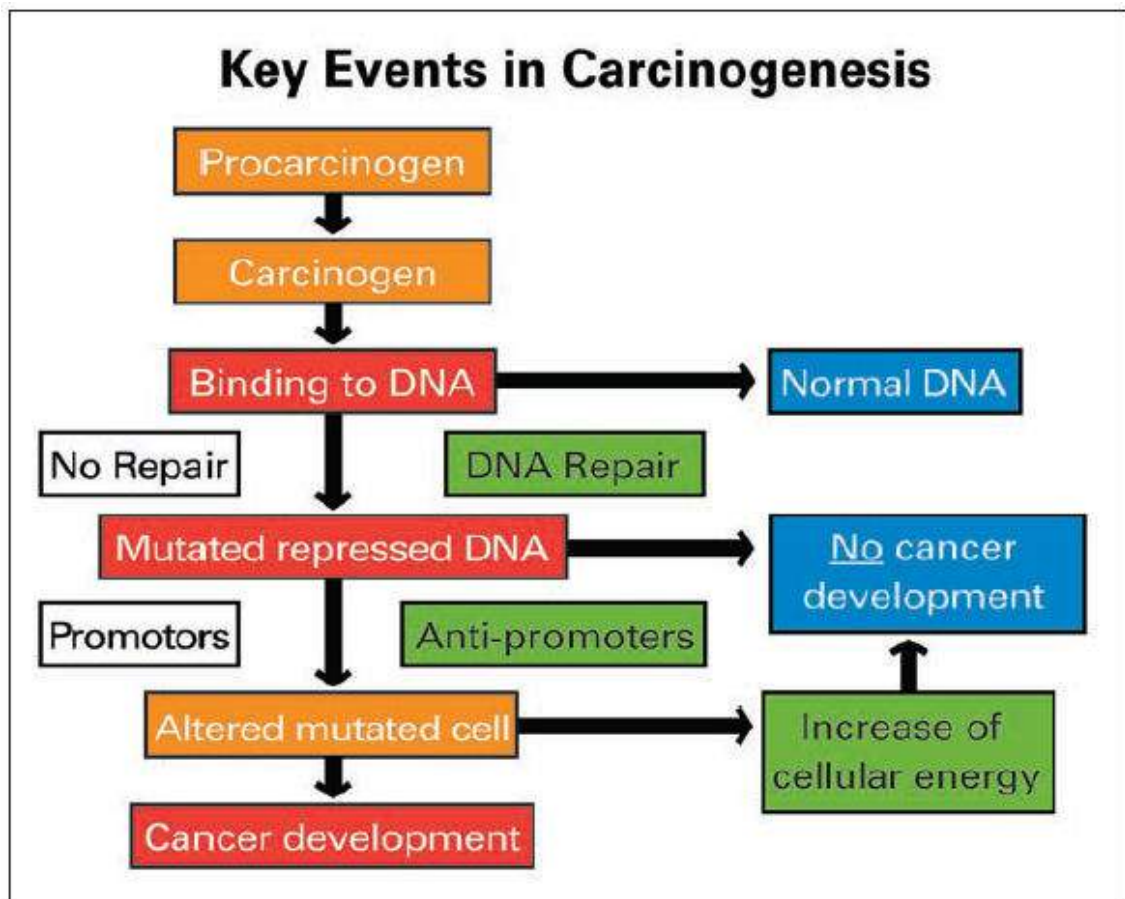 Key Events in Carcinogenesis
Procarcinogen
Carcinogen
Binding to DNA
Normal DNA
No Repair
DNA Repair
Mutated repressed DNA
No cancer
development
Promotors
Anti-promoters
Altered mutated cell
Increase of
cellular energy
Cancer development